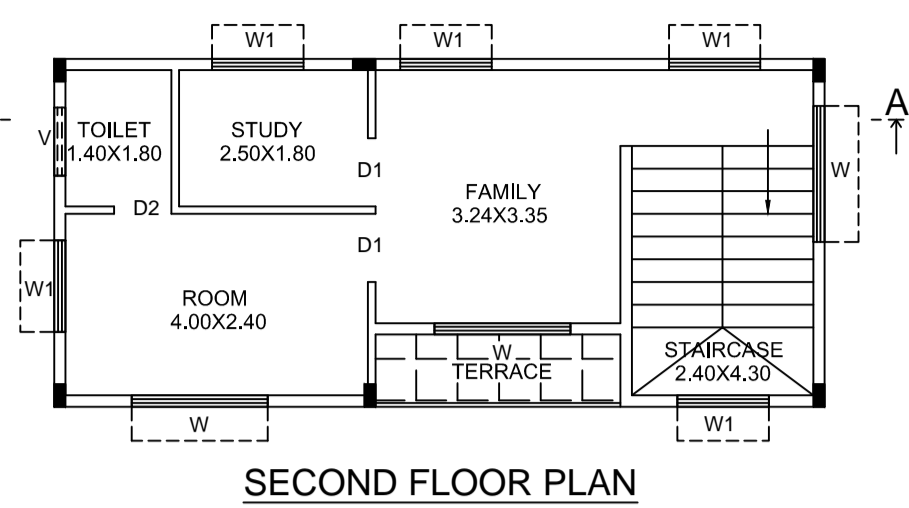 W1 W1 W1
A
V TOILET
1.40X1.80
STUDY
2.50X1.80
D1
W
FAMILY
3.24X3.35
D2
D1
W1
ROOM
4.00X2.40
W
TERRACE
STAIRCASE
2.40X4.30
W
W1
SECOND FLOOR PLAN